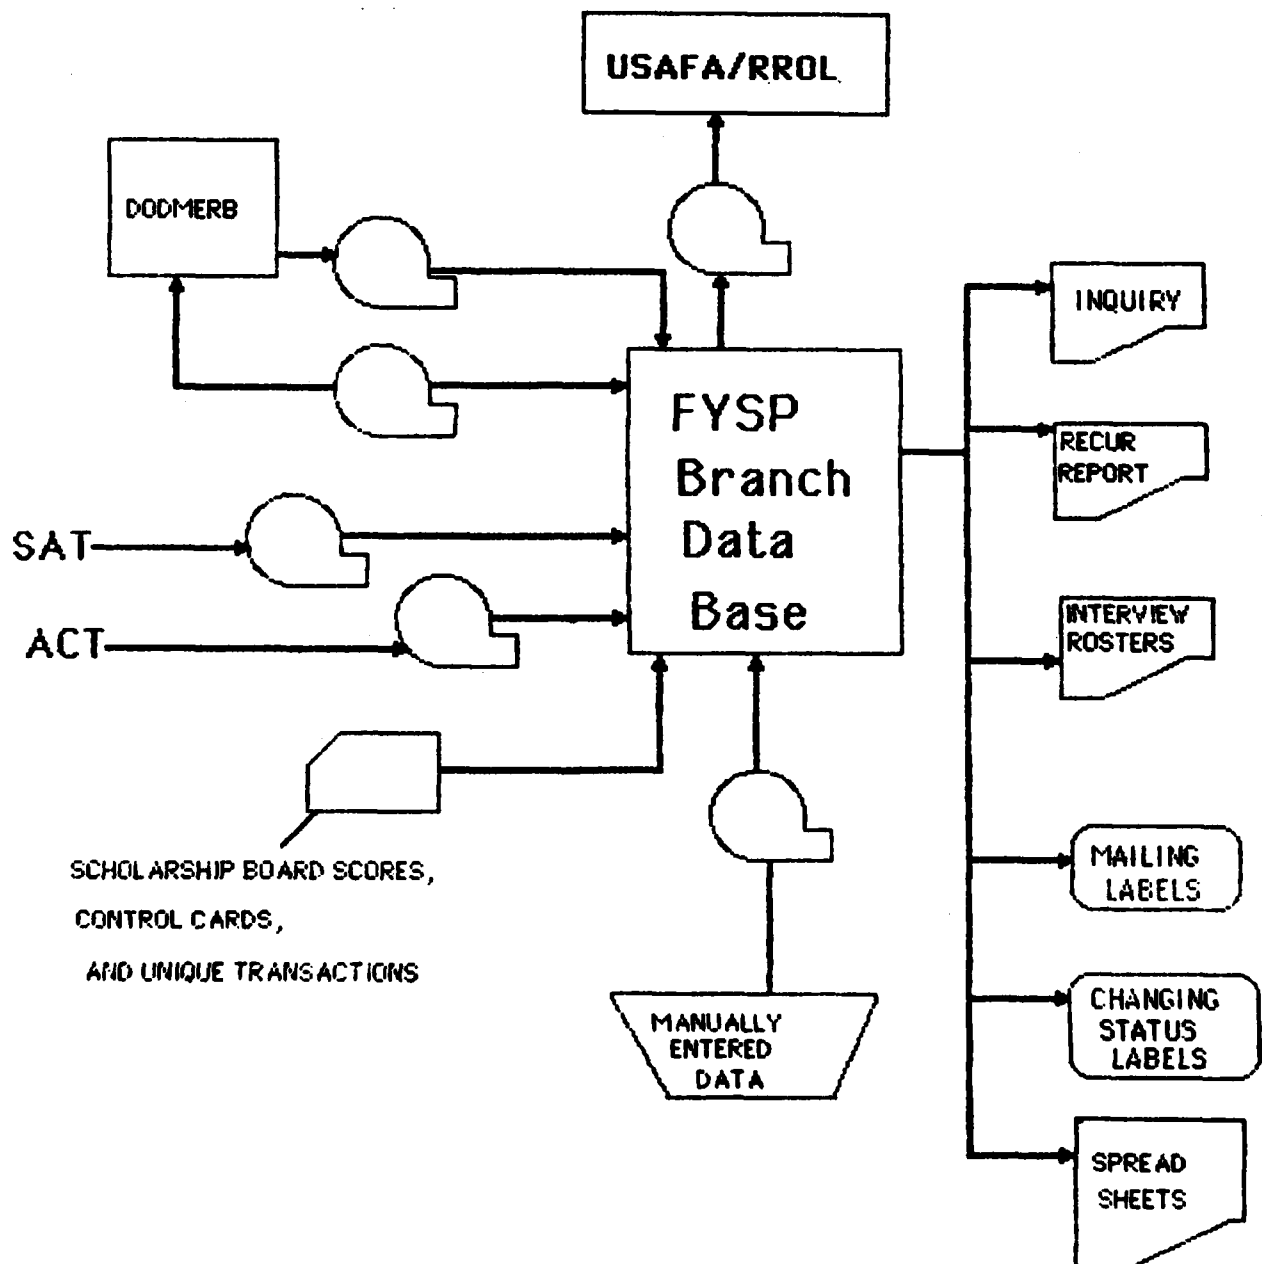 USAFA/RROL
DODMERB
INQUIRY
FYSP
Branch
Data
Base
RECUR
REPORT
SAT
ACT
INTERVIEW
ROSTERS
SCHOLARSHIP BOARD SCORES,
CONTROL CARDS,
AND UNIQUE TRANSACTIONS
MAILING
LABELS
MANUALLY
ENTERED
DATA
CHANGING
STATUS
LABELS
SPREAD
SHEETS